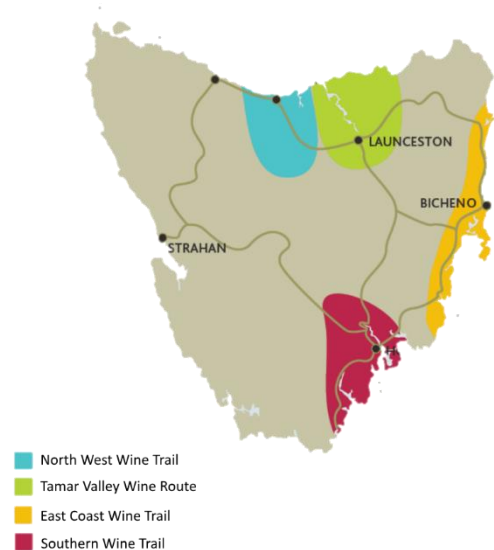 LAUNCESTON
BICHENO
STRAHAN
North West Wine Trail
Tamar Valley Wine Route
East Coast Wine Trail
Southern Wine Trail